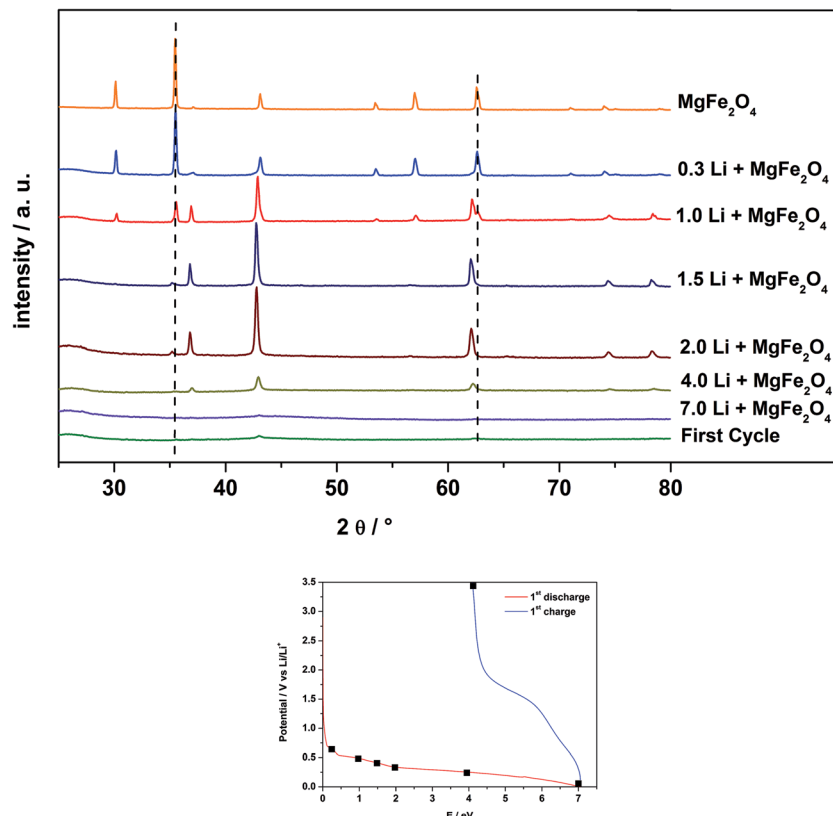 intensity / a. u.
MgFe₂O₄
0.3 Li + MgFe₂O₄
1.0 Li + MgFe₂O₄
1.5 Li + MgFe₂O₄
2.0 Li + MgFe₂O₄
4.0 Li + MgFe₂O₄
7.0 Li + MgFe₂O₄
First Cycle
30 40 50 60 70 80
2 θ / °
Potential / V vs Li/Li⁺
3.5
3.0
2.5
2.0
1.5
1.0
0.5
0.0
1ˢᵗ discharge
1ˢᵗ charge
0 1 2 3 4 5 6 7
E / eV